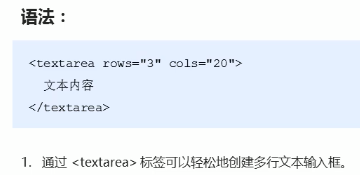 语法：
<textarea rows="3" cols="20">
文本内容
</textarea>
1. 通过 <textarea> 标签可以轻松地创建多行文本输入框。